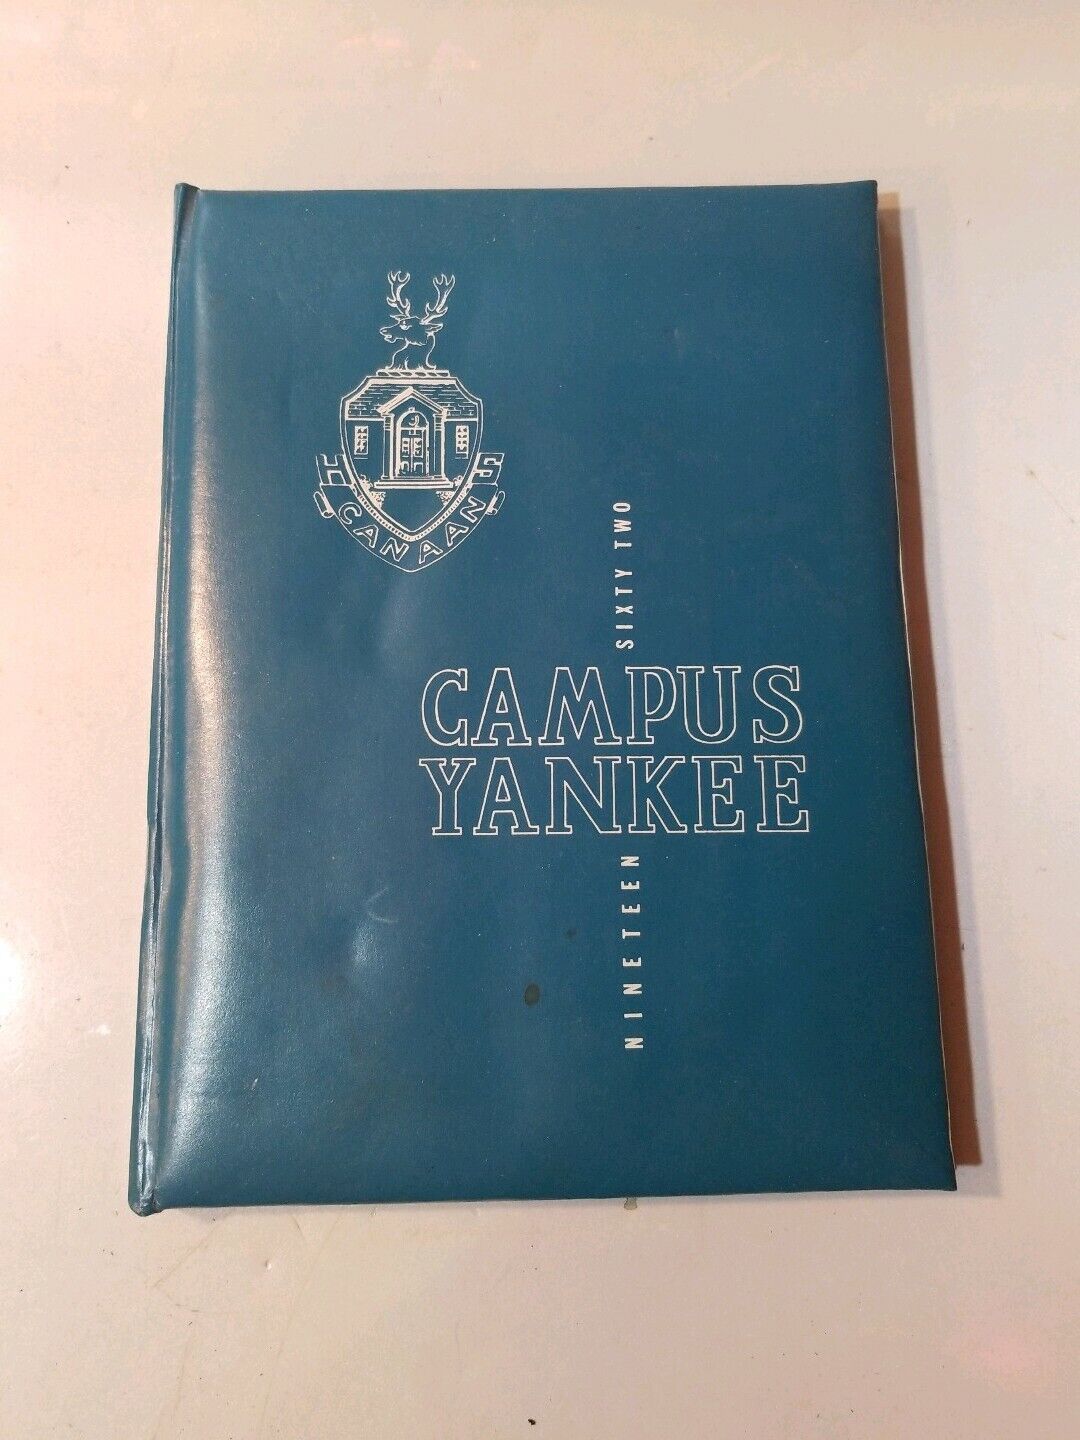 H S
CANAAN
SIXTY TWO
CAMPUS
YANKEE
NINETEEN